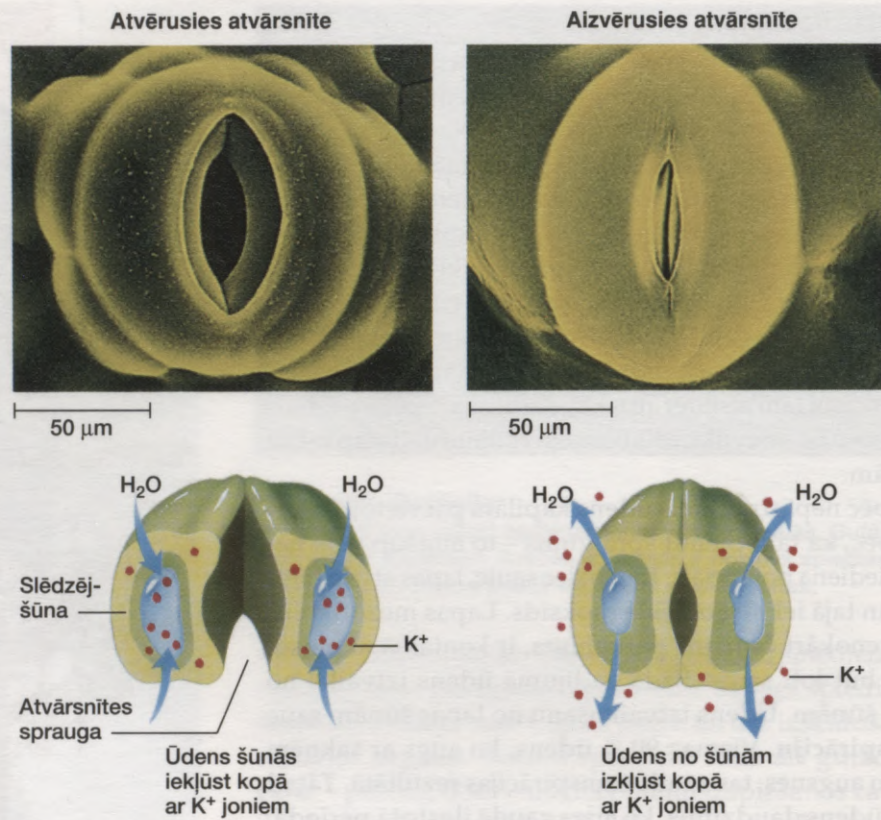 Atvērusies atvārsnīte
Aizvērusies atvārsnīte
50 μm
50 μm
H₂O
H₂O
Slēdzēj-
šūna
K⁺
Atvārsnītes
sprauga
Ūdens šūnās
iekļūst kopā
ar K⁺ joniem
H₂O
H₂O
K⁺
Ūdens no šūnām
izkļūst kopā
ar K⁺ joniem